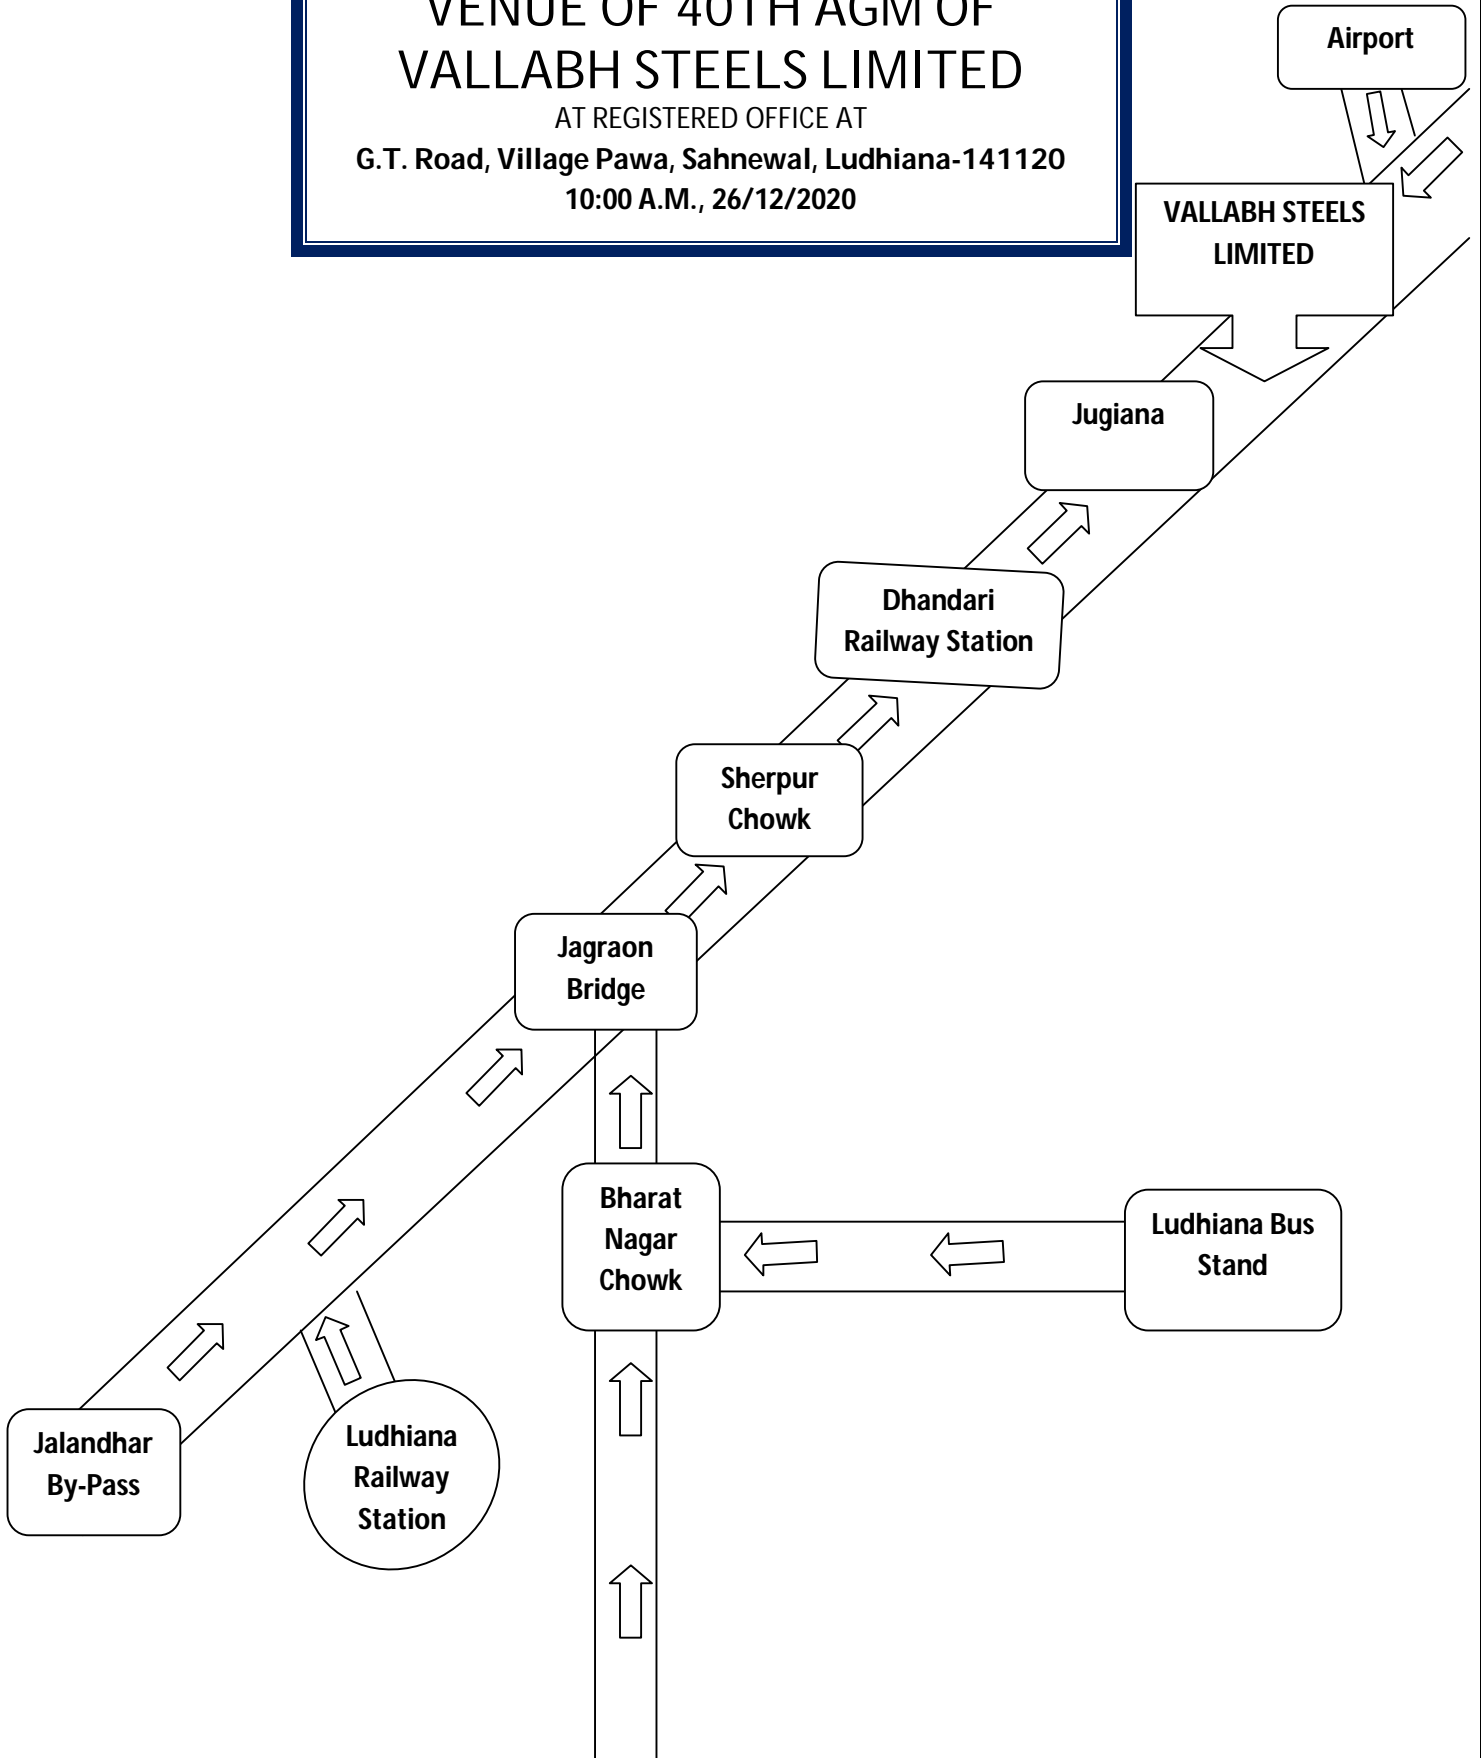 VENUE OF 40TH AGM OF
VALLABH STEELS LIMITED
AT REGISTERED OFFICE AT
G.T. Road, Village Pawa, Sahnewal, Ludhiana-141120
10:00 A.M., 26/12/2020
Airport
VALLABH STEELS
LIMITED
Jugiana
Dhandari
Railway Station
Sherpur
Chowk
Jagraon
Bridge
Bharat
Nagar
Chowk
Ludhiana Bus
Stand
Jalandhar
By-Pass
Ludhiana
Railway
Station